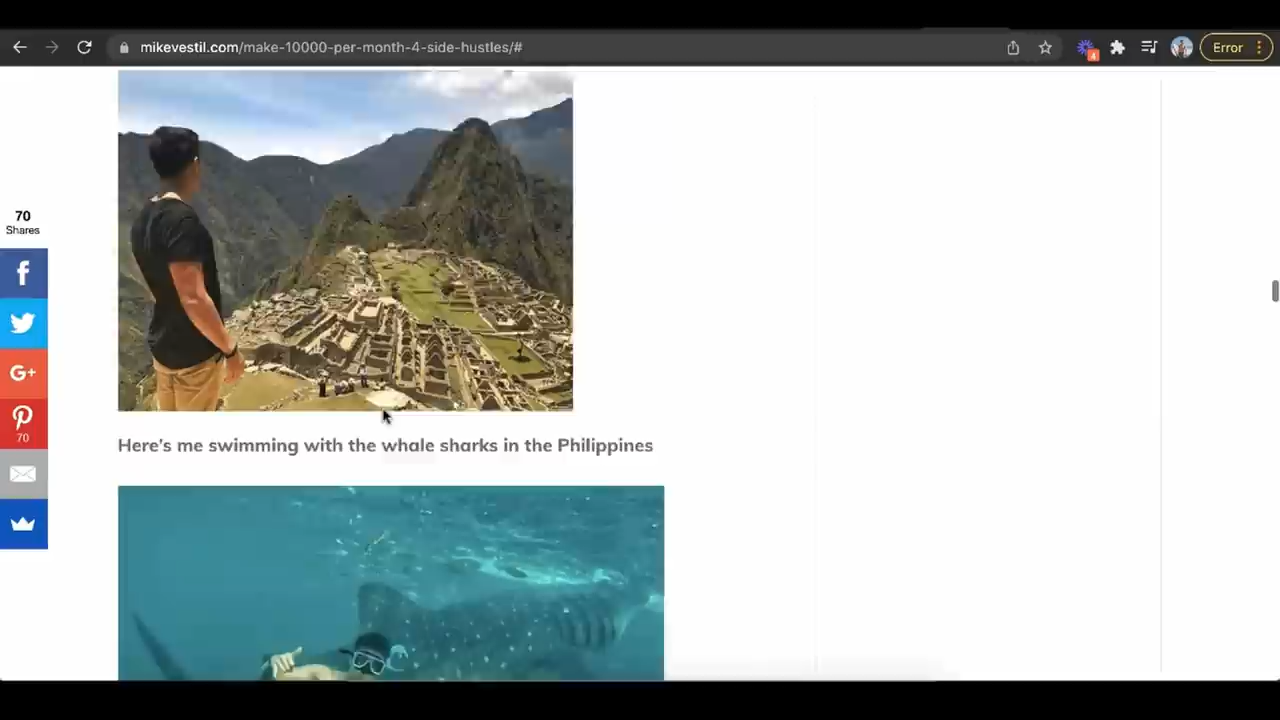 mikevestil.com/make-10000-per-month-4-side-hustles/#
4
Error
70
Shares
f
G+
70
Here's me swimming with the whale sharks in the Philippines